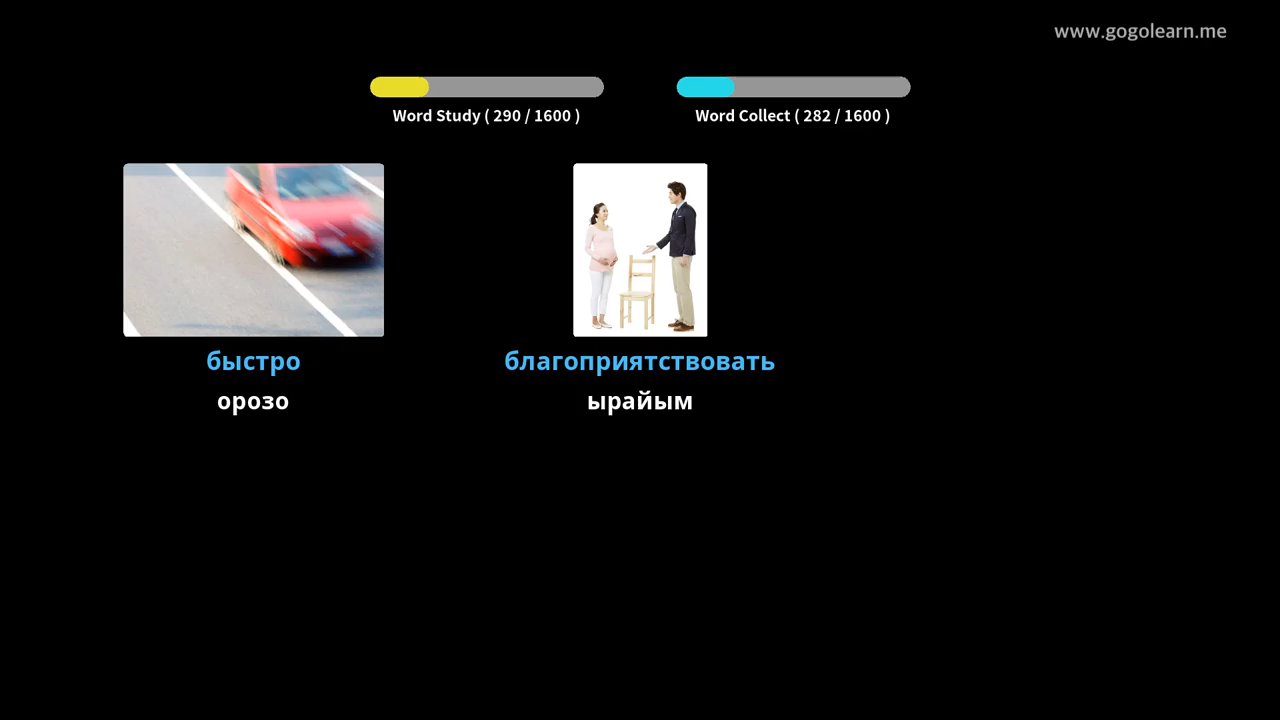 www.gogolearn.me
Word Study ( 290 / 1600 )
Word Collect ( 282 / 1600 )
быстро
орозо
благоприятствовать
ырайым